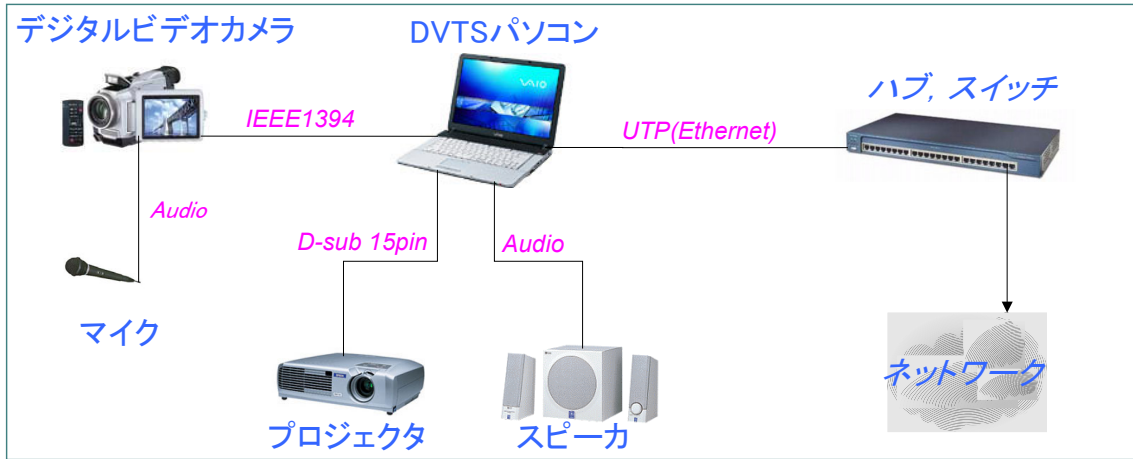 デジタルビデオカメラ
DVTSパソコン
ハブ, スイッチ
IEEE1394
UTP(Ethernet)
VAIO
Audio
D-sub 15pin
Audio
マイク
ネットワーク
プロジェクタ
スピーカ